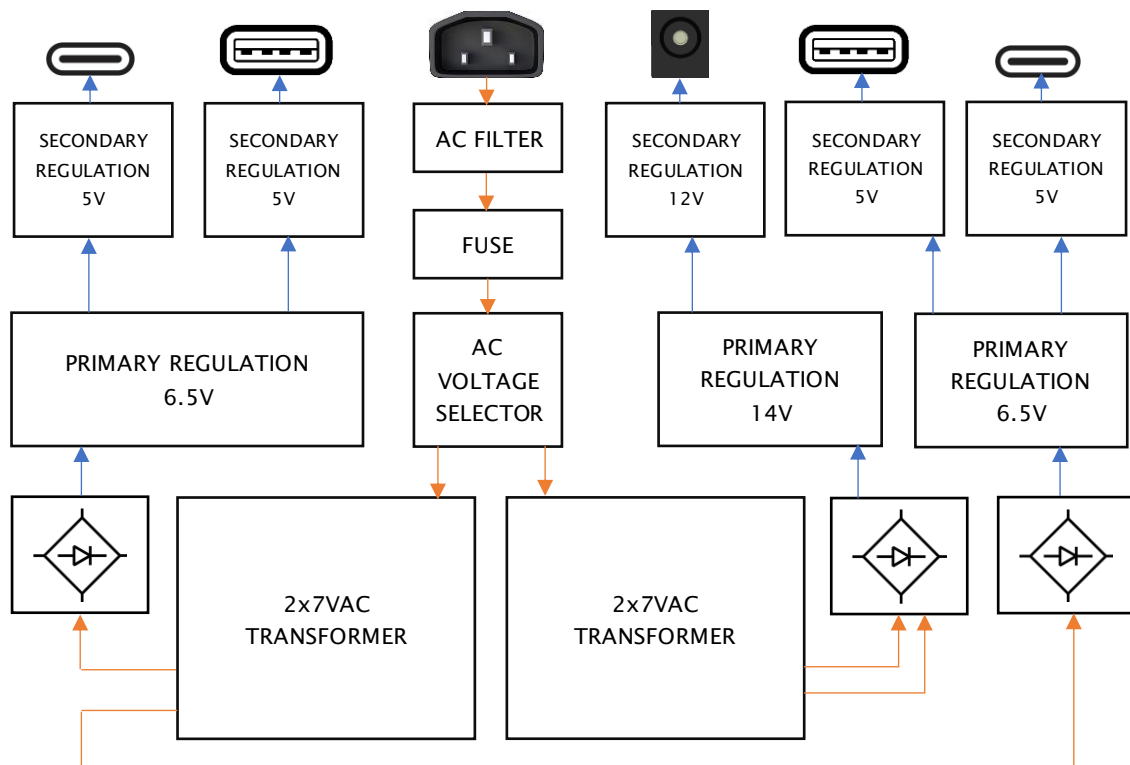 SECONDARY
REGULATION
5V
SECONDARY
REGULATION
5V
AC FILTER
SECONDARY
REGULATION
12V
SECONDARY
REGULATION
5V
SECONDARY
REGULATION
5V
FUSE
PRIMARY REGULATION
6.5V
AC
VOLTAGE
SELECTOR
PRIMARY
REGULATION
14V
PRIMARY
REGULATION
6.5V
2x7VAC
TRANSFORMER
2x7VAC
TRANSFORMER